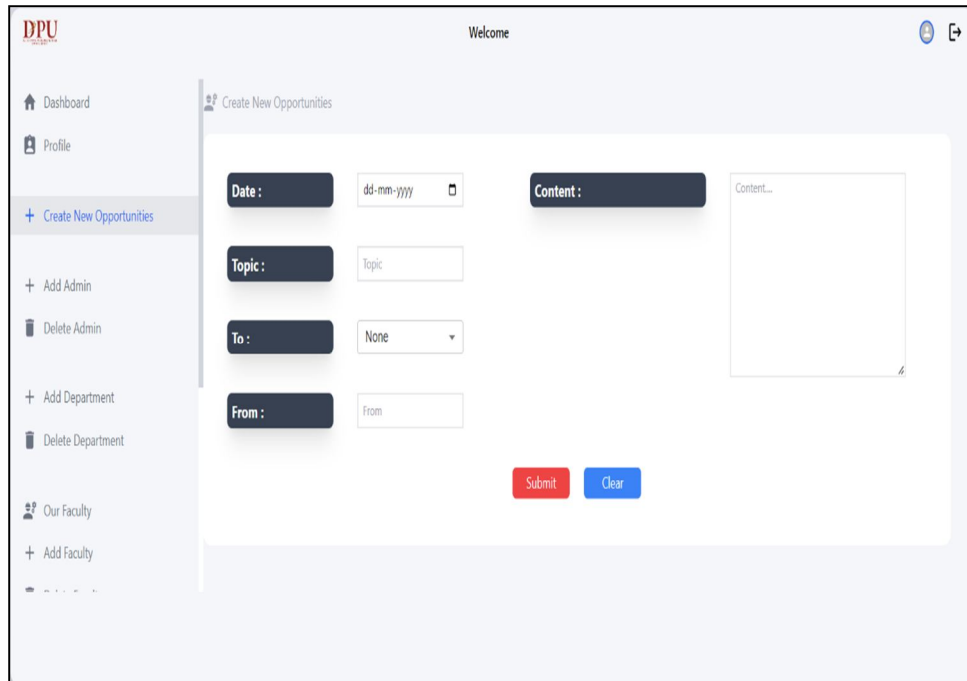 DPU
Welcome
Dashboard
Profile
Create New Opportunities
Add Admin
Delete Admin
Add Department
Delete Department
Our Faculty
Add Faculty
Create New Opportunities
Date :
dd-mm-yyyy
Content :
Content...
Topic :
Topic
To :
None
From :
From
Submit
Clear